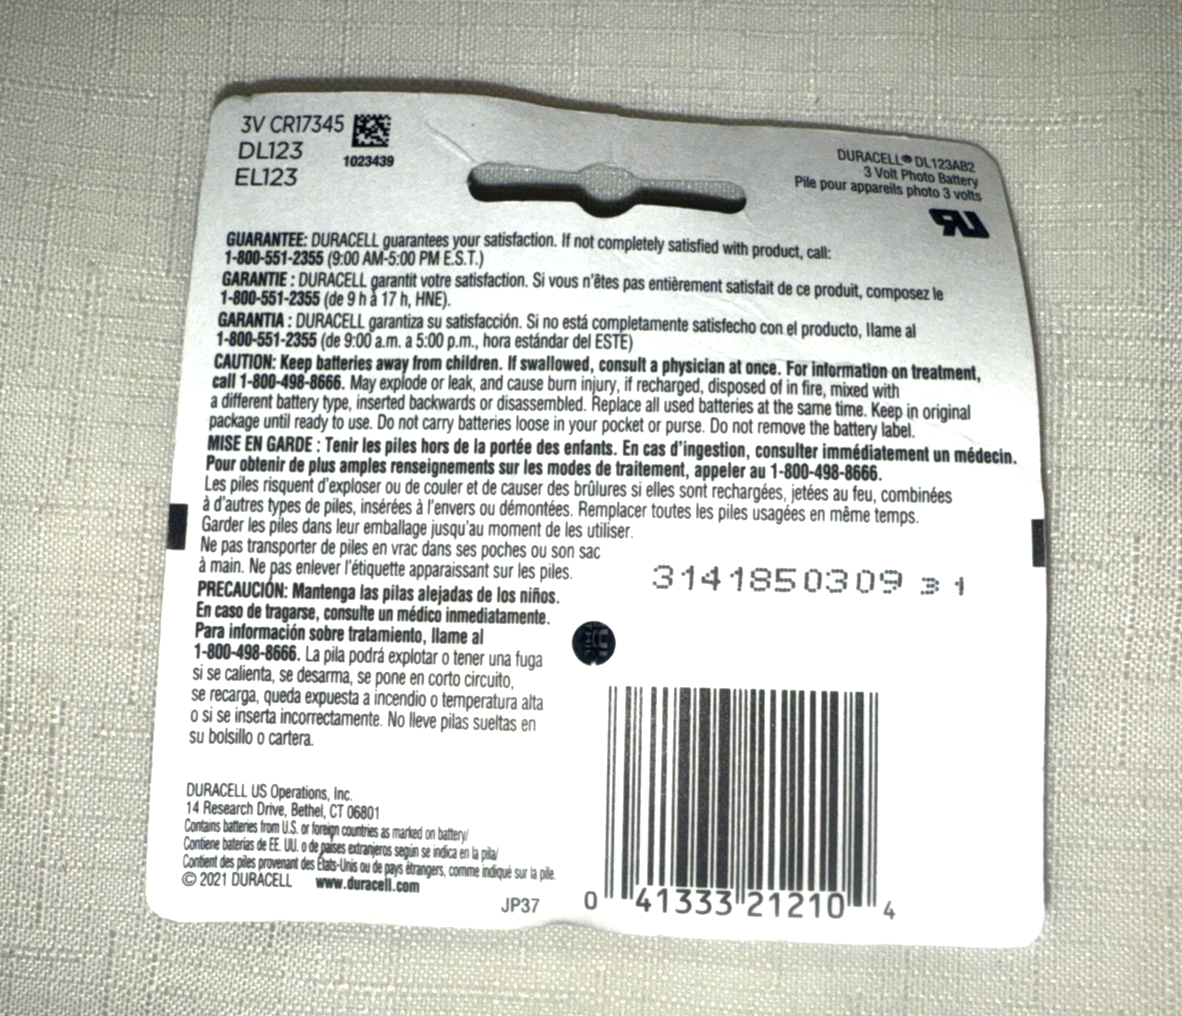 3V CR17345
DL123
EL123
1023439
DURACELL® DL123AB2
3 Volt Photo Battery
Pile pour appareils photo 3 volts
GUARANTEE: DURACELL guarantees your satisfaction. If not completely satisfied with product, call:
1-800-551-2355 (9:00 AM-5:00 PM E.S.T.)
GARANTIE : DURACELL garantit votre satisfaction. Si vous n'êtes pas entièrement satisfait de ce produit, composez le
1-800-551-2355 (de 9 h à 17 h, HNE).
GARANTIA : DURACELL garantiza su satisfacción. Si no está completamente satisfecho con el producto, llame al
1-800-551-2355 (de 9:00 a.m. a 5:00 p.m., hora estándar del ESTE)
CAUTION: Keep batteries away from children. If swallowed, consult a physician at once. For information on treatment,
call 1-800-498-8666. May explode or leak, and cause burn injury, if recharged, disposed of in fire, mixed with
a different battery type, inserted backwards or disassembled. Replace all used batteries at the same time. Keep in original
package until ready to use. Do not carry batteries loose in your pocket or purse. Do not remove the battery label.
MISE EN GARDE : Tenir les piles hors de la portée des enfants. En cas d'ingestion, consulter immédiatement un médecin.
Pour obtenir de plus amples renseignements sur les modes de traitement, appeler au 1-800-498-8666.
Les piles risquent d'exploser ou de couler et de causer des brûlures si elles sont rechargées, jetées au feu, combinées
à d'autres types de piles, insérées à l'envers ou démontées. Remplacer toutes les piles usagées en même temps.
Garder les piles dans leur emballage jusqu'au moment de les utiliser.
Ne pas transporter de piles en vrac dans ses poches ou son sac
à main. Ne pas enlever l'étiquette apparaissant sur les piles.
3141850309 31
PRECAUCIÓN: Mantenga las pilas alejadas de los niños.
En caso de tragarse, consulte un médico inmediatamente.
Para información sobre tratamiento, llame al
1-800-498-8666. La pila podrá explotar o tener una fuga
si se calienta, se desarma, se pone en corto circuito,
se recarga, queda expuesta a incendio o temperatura alta
o si se inserta incorrectamente. No lleve pilas sueltas en
su bolsillo o cartera.
DURACELL US Operations, Inc.
14 Research Drive, Bethel, CT 06801
Contains batteries from U.S. or foreign countries as marked on battery/
Contiene baterías de EE. UU. o de países extranjeros según se indica en la pila/
Contient des piles provenant des États-Unis ou de pays étrangers, comme indiqué sur la pile.
© 2021 DURACELL www.duracell.com
JP37
0 41333 21210 4